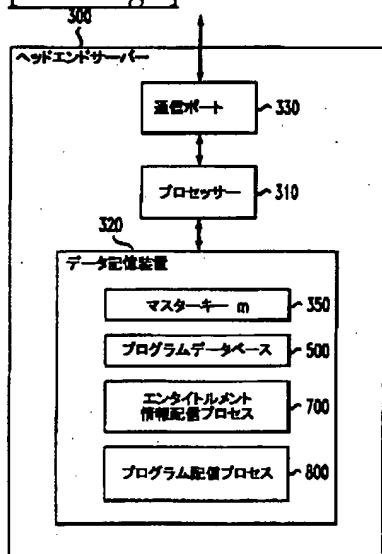 300
ヘッドエンドサーバー
通信ポート
330
プロセッサー
310
320
データ記憶装置
マスターキー m
350
プログラムデータベース
500
エンタイトルメント
情報配信プロセス
700
プログラム配信プロセス
800